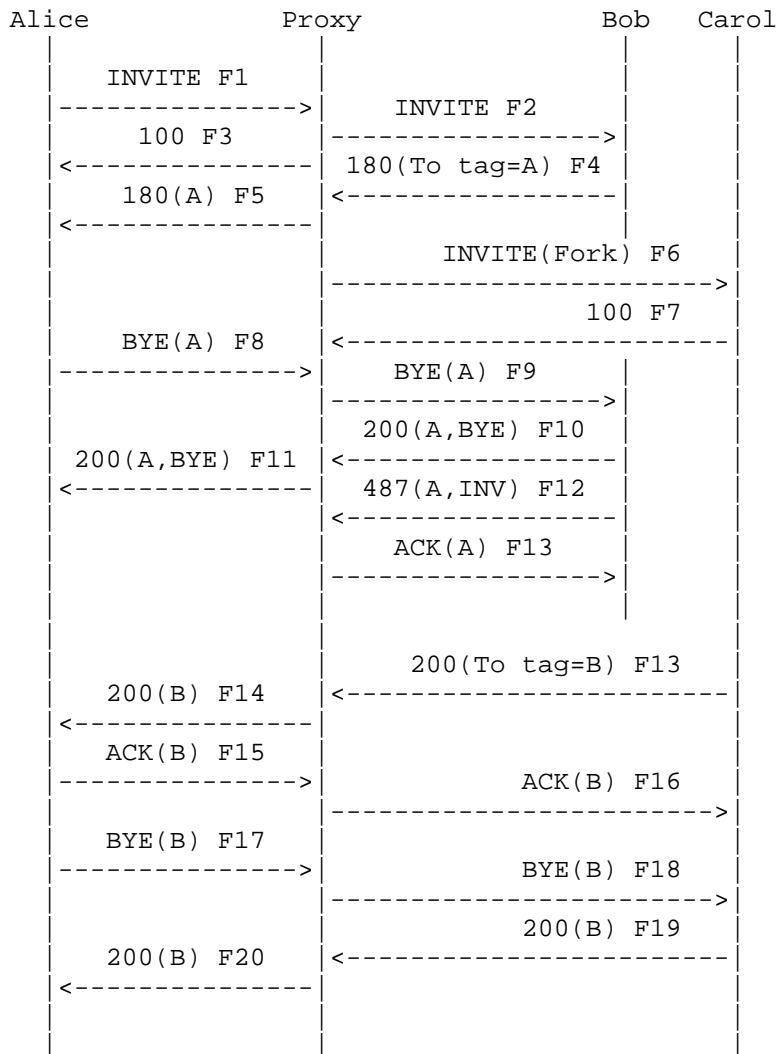 Alice Proxy Bob Carol
INVITE F1
INVITE F2
100 F3
180(To tag=A) F4
180(A) F5
INVITE(Fork) F6
100 F7
BYE(A) F8
BYE(A) F9
200(A,BYE) F10
200(A,BYE) F11
487(A,INV) F12
ACK(A) F13
200(To tag=B) F13
200(B) F14
ACK(B) F15
ACK(B) F16
BYE(B) F17
BYE(B) F18
200(B) F19
200(B) F20